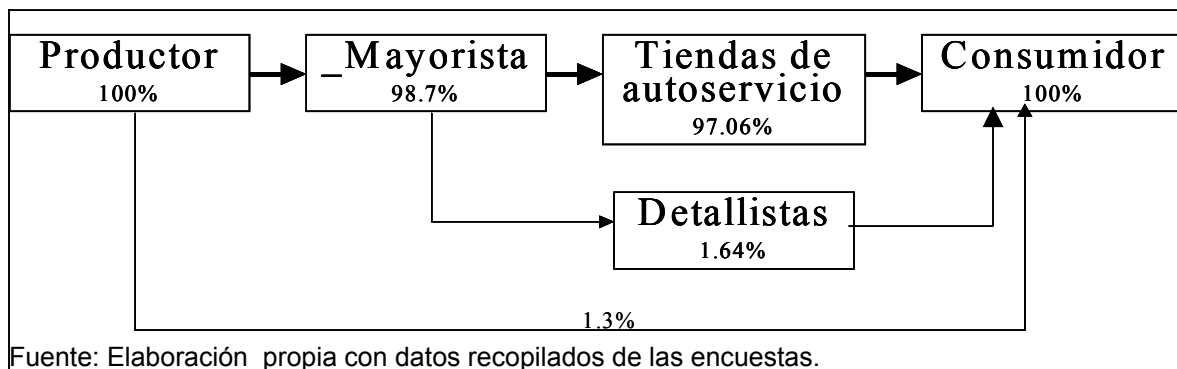 Productor
100%
_Mayorista
98.7%
Tiendas de
autoservicio
97.06%
Consumidor
100%
Detallistas
1.64%
1.3%
Fuente: Elaboración  propia con datos recopilados de las encuestas.